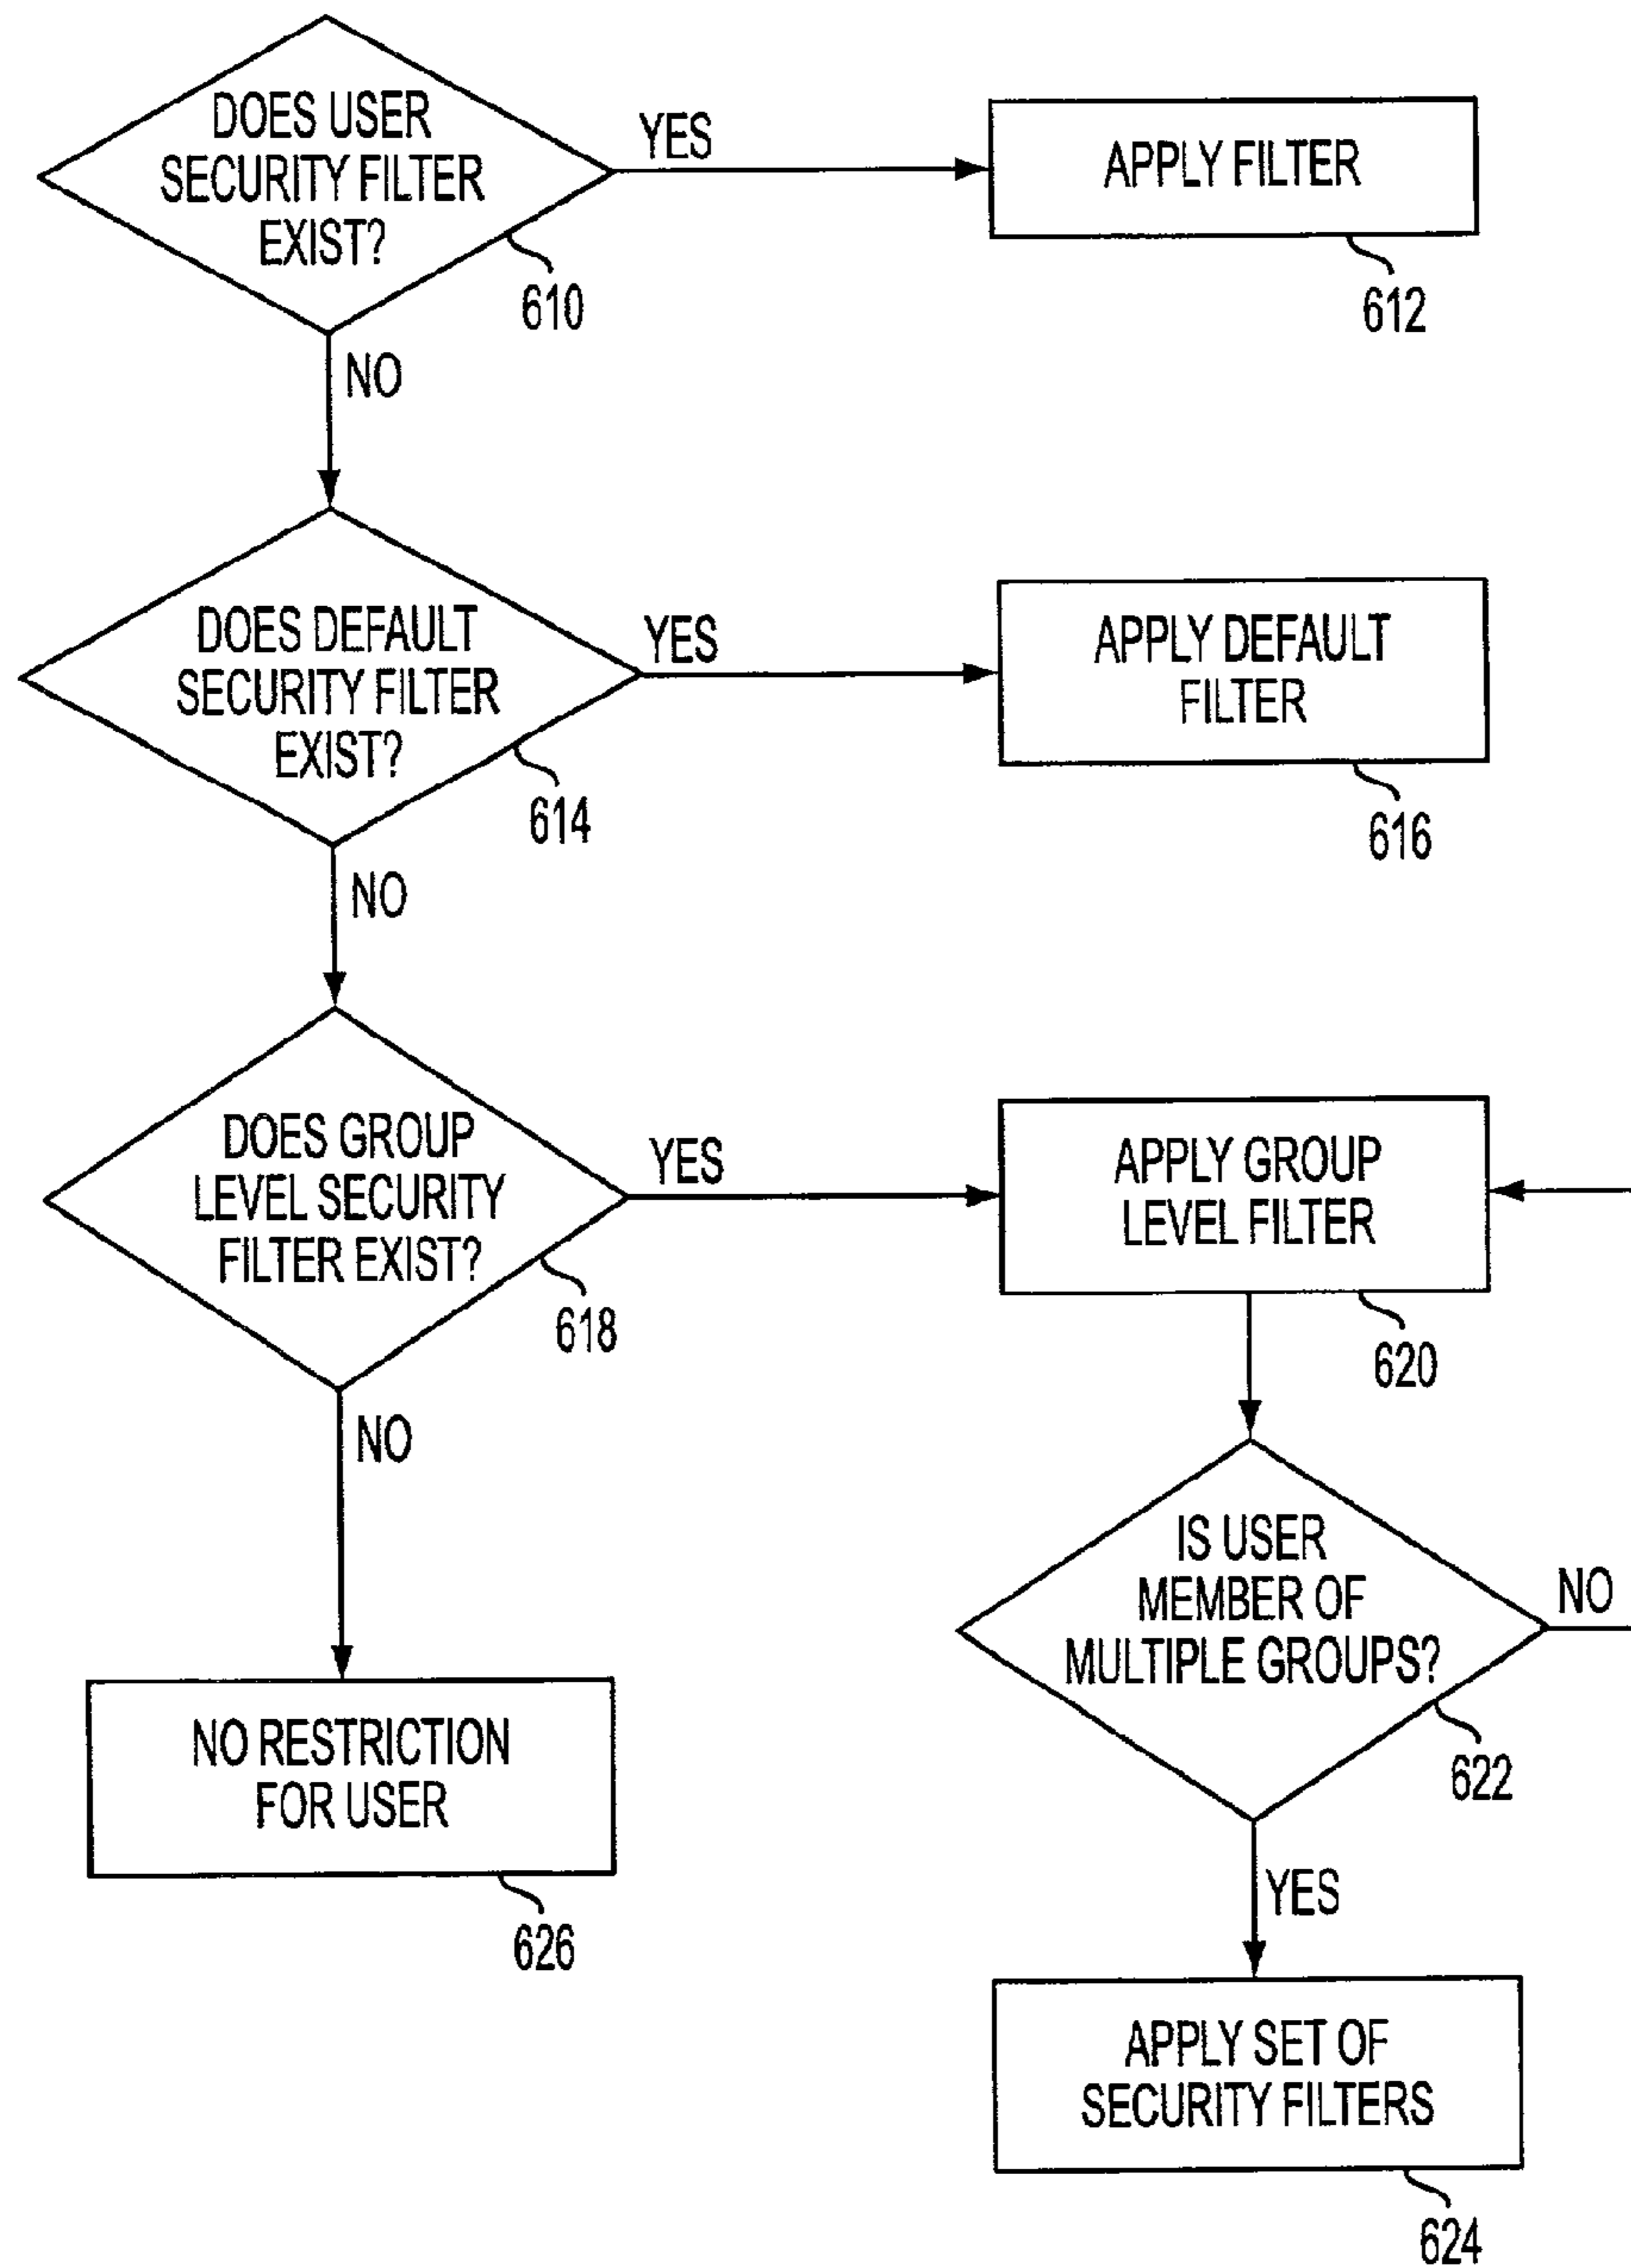 DOES USER
SECURITY FILTER
EXIST?
610
YES
APPLY FILTER
612
NO
DOES DEFAULT
SECURITY FILTER
EXIST?
614
YES
APPLY DEFAULT
FILTER
616
NO
DOES GROUP
LEVEL SECURITY
FILTER EXIST?
618
YES
APPLY GROUP
LEVEL FILTER
620
NO
IS USER
MEMBER OF
MULTIPLE GROUPS?
622
NO
NO RESTRICTION
FOR USER
626
YES
APPLY SET OF
SECURITY FILTERS
624